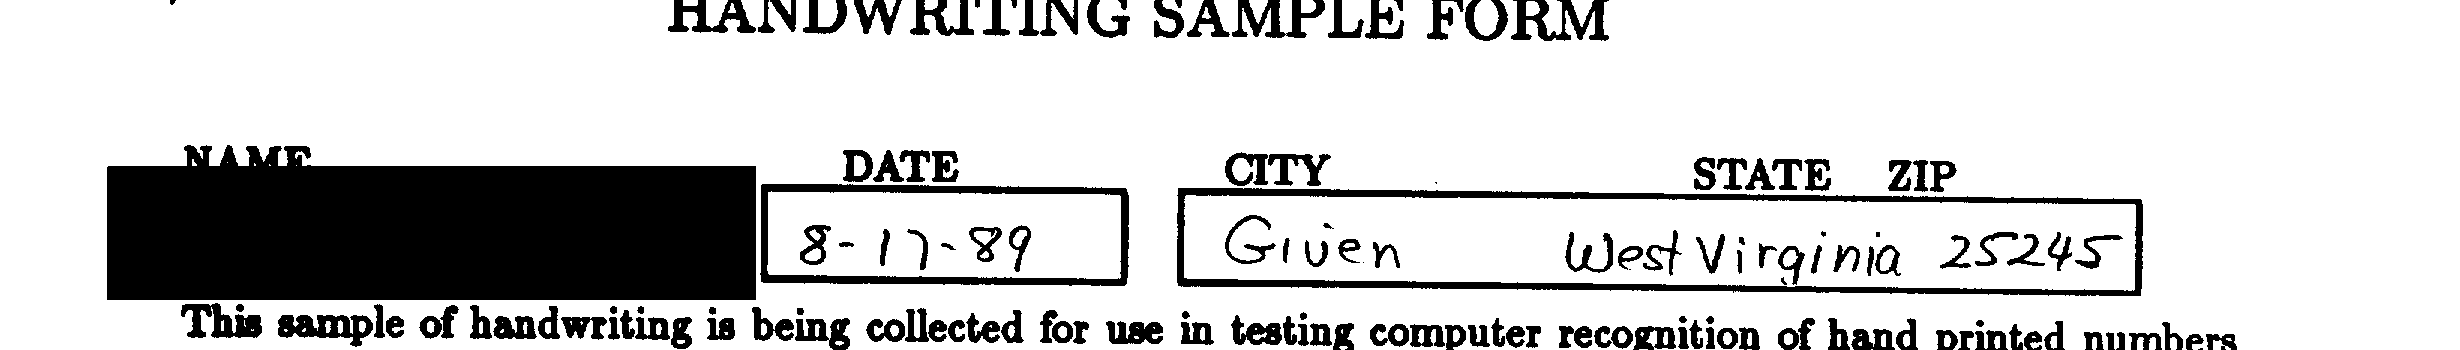 HANDWRITING SAMPLE FORM
NAME DATE CITY STATE ZIP
8-17-89 Given West Virginia 25245
This sample of handwriting is being collected for use in testing computer recognition of hand printed numbers